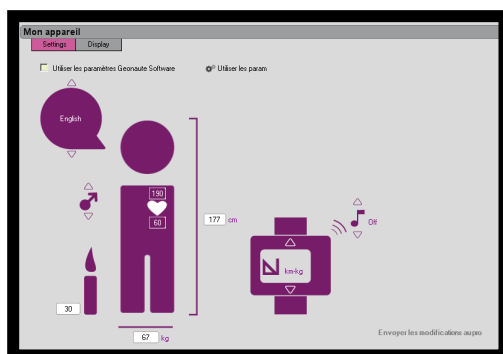 Mon appareil
Settings Display
Utiliser les paramètres Geonaute Software Utiliser les param
English
190
60
177 cm
Off
km-kg
30
67 kg
Envoyer les modifications aupro